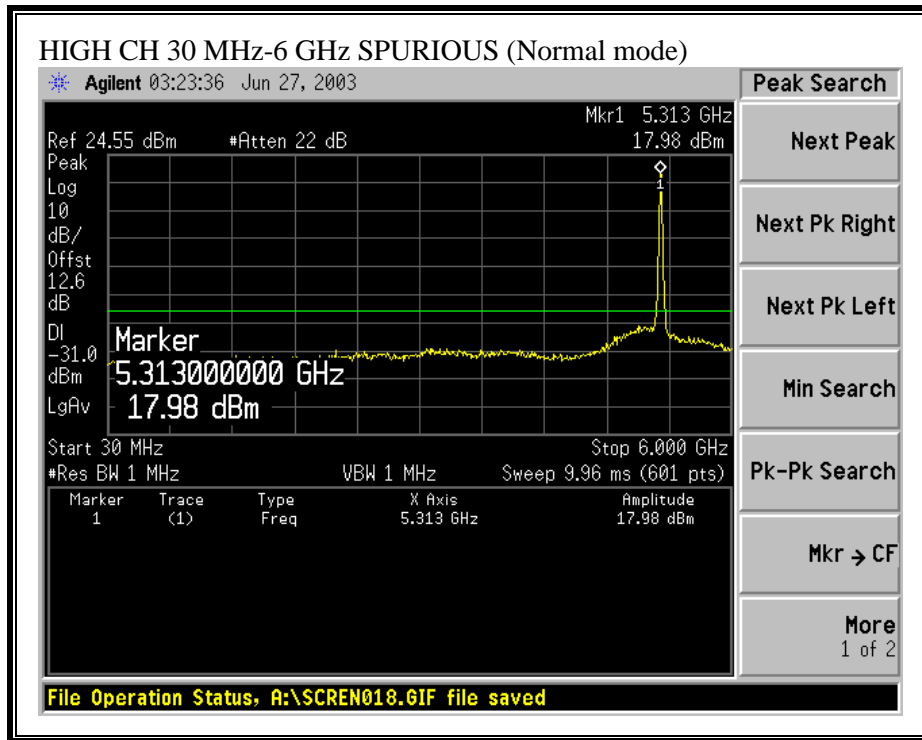 HIGH CH 30 MHz-6 GHz SPURIOUS (Normal mode)
Agilent 03:23:36 Jun 27, 2003
Peak Search
Mkr1 5.313 GHz
Ref 24.55 dBm #Atten 22 dB 17.98 dBm
Peak
Log
10
dB/
Offst
12.6
dB
DI
-31.0
dBm
LgAv
1
Marker
5.313000000 GHz
17.98 dBm
Start 30 MHz Stop 6.000 GHz
#Res BW 1 MHz VBW 1 MHz Sweep 9.96 ms (601 pts)
Marker Trace Type X Axis Amplitude
1 (1) Freq 5.313 GHz 17.98 dBm
Next Peak
Next Pk Right
Next Pk Left
Min Search
Pk-Pk Search
Mkr → CF
More
1 of 2
File Operation Status, A:\SCREN018.GIF file saved